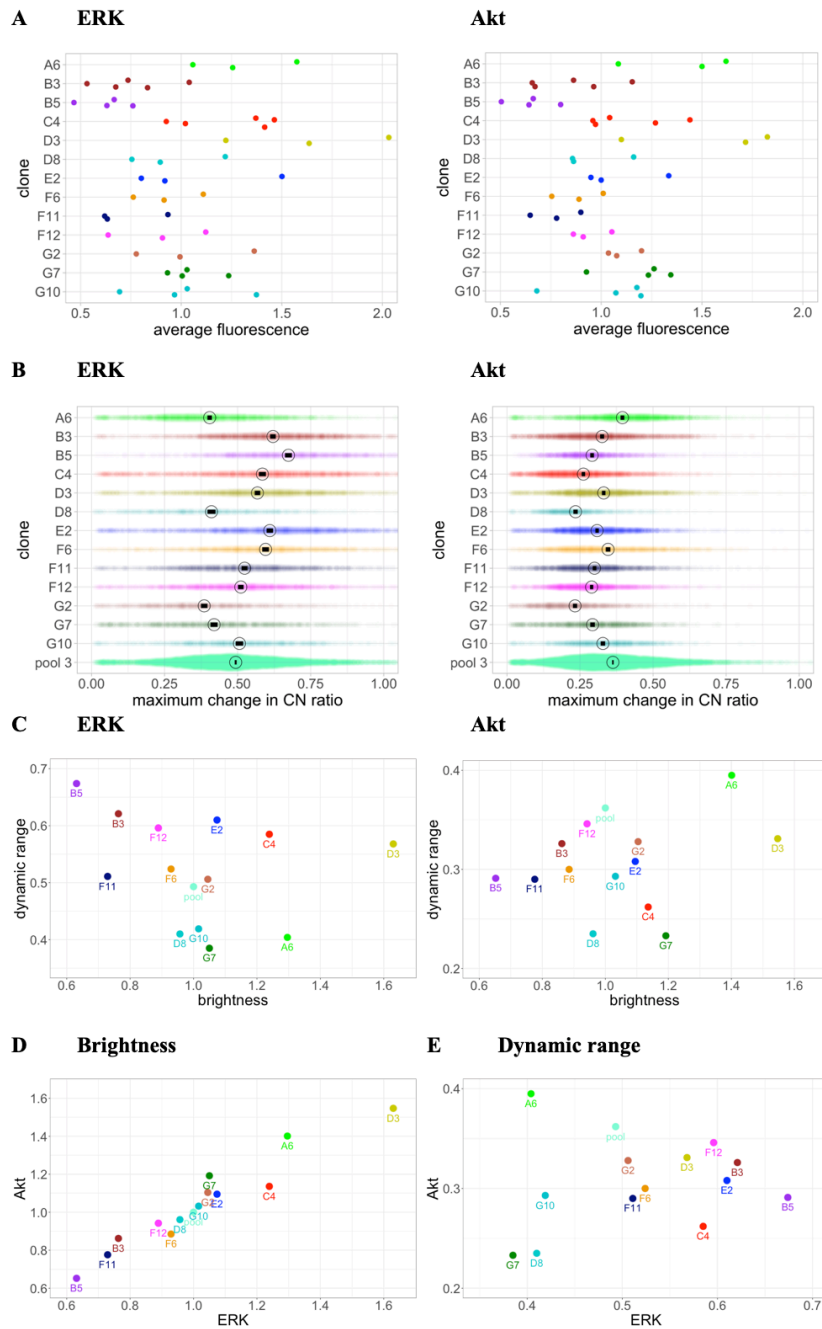 A ERK Akt
A6
B3
B5
C4
D3
D8
E2
F6
F11
F12
G2
G7
G10
clone
0.5 1.0 1.5 2.0
average fluorescence
A6
B3
B5
C4
D3
D8
E2
F6
F11
F12
G2
G7
G10
clone
0.5 1.0 1.5 2.0
average fluorescence
B ERK Akt
A6
B3
B5
C4
D3
D8
E2
F6
F11
F12
G2
G7
G10
pool 3
clone
0.00 0.25 0.50 0.75 1.00
maximum change in CN ratio
A6
B3
B5
C4
D3
D8
E2
F6
F11
F12
G2
G7
G10
pool 3
clone
0.00 0.25 0.50 0.75 1.00
maximum change in CN ratio
C ERK Akt
0.7
0.6
0.5
0.4
dynamic range
B5
B3
F12
E2
C4
D3
F11
F6
pool
G2
D8
G10
G7
A6
0.6 0.8 1.0 1.2 1.4 1.6
brightness
0.4
0.3
0.2
dynamic range
A6
pool
F12
D3
B3
G2
E2
F6
B5
F11
G10
C4
D8
G7
0.6 0.8 1.0 1.2 1.4 1.6
brightness
D Brightness E Dynamic range
1.6
1.4
1.2
1.0
0.8
0.6
Akt
D3
A6
G7
C4
G2
E2
G10
pool
D8
F12
F6
B3
F11
B5
0.6 0.8 1.0 1.2 1.4 1.6
ERK
0.4
0.3
0.2
Akt
A6
pool
F12
G2
D3
B3
E2
F6
G10
F11
B5
C4
G7
D8
0.4 0.5 0.6 0.7
ERK